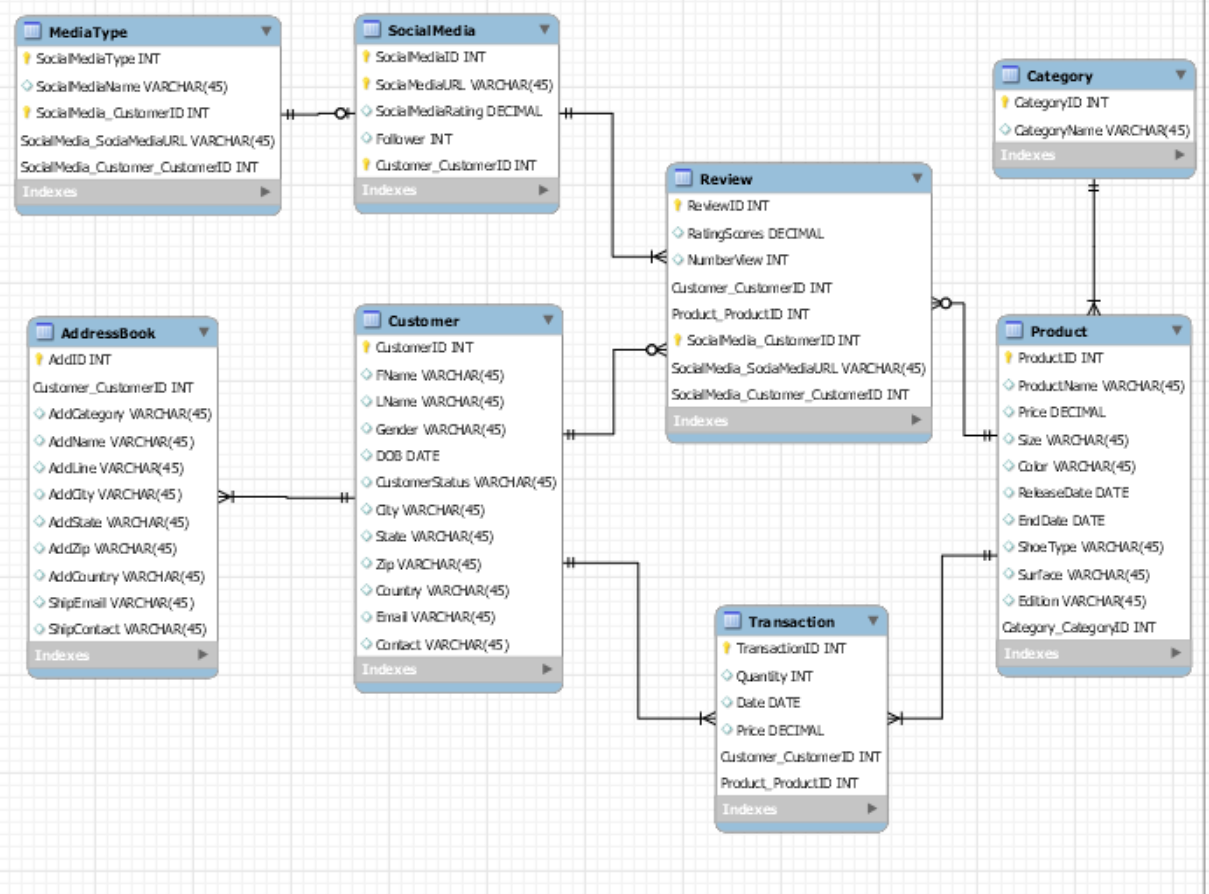 MediaType
SocialMediaType INT
SocialMediaName VARCHAR(45)
SocialMedia_CustomerID INT
SocialMedia_SociaMediaURL VARCHAR(45)
SocialMedia_Customer_CustomerID INT
Indexes
SocialMedia
SocialMediaID INT
SociaMediaURL VARCHAR(45)
SocialMediaRating DECIMAL
Follower INT
Customer_CustomerID INT
Indexes
Category
CategoryID INT
CategoryName VARCHAR(45)
Indexes
Review
ReviewID INT
RatingScores DECIMAL
NumberView INT
Customer_CustomerID INT
Product_ProductID INT
SocialMedia_CustomerID INT
SocialMedia_SociaMediaURL VARCHAR(45)
SocialMedia_Customer_CustomerID INT
Indexes
AddressBook
AddID INT
Customer_CustomerID INT
AddCategory VARCHAR(45)
AddName VARCHAR(45)
AddLine VARCHAR(45)
AddCity VARCHAR(45)
AddState VARCHAR(45)
AddZip VARCHAR(45)
AddCountry VARCHAR(45)
ShipEmail VARCHAR(45)
ShipContact VARCHAR(45)
Indexes
Customer
CustomerID INT
FName VARCHAR(45)
LName VARCHAR(45)
Gender VARCHAR(45)
DOB DATE
CustomerStatus VARCHAR(45)
City VARCHAR(45)
State VARCHAR(45)
Zip VARCHAR(45)
Country VARCHAR(45)
Email VARCHAR(45)
Contact VARCHAR(45)
Indexes
Product
ProductID INT
ProductName VARCHAR(45)
Price DECIMAL
Size VARCHAR(45)
Color VARCHAR(45)
ReleaseDate DATE
EndDate DATE
ShoeType VARCHAR(45)
Surface VARCHAR(45)
Edition VARCHAR(45)
Category_CategoryID INT
Indexes
Transaction
TransactionID INT
Quantity INT
Date DATE
Price DECIMAL
Customer_CustomerID INT
Product_ProductID INT
Indexes